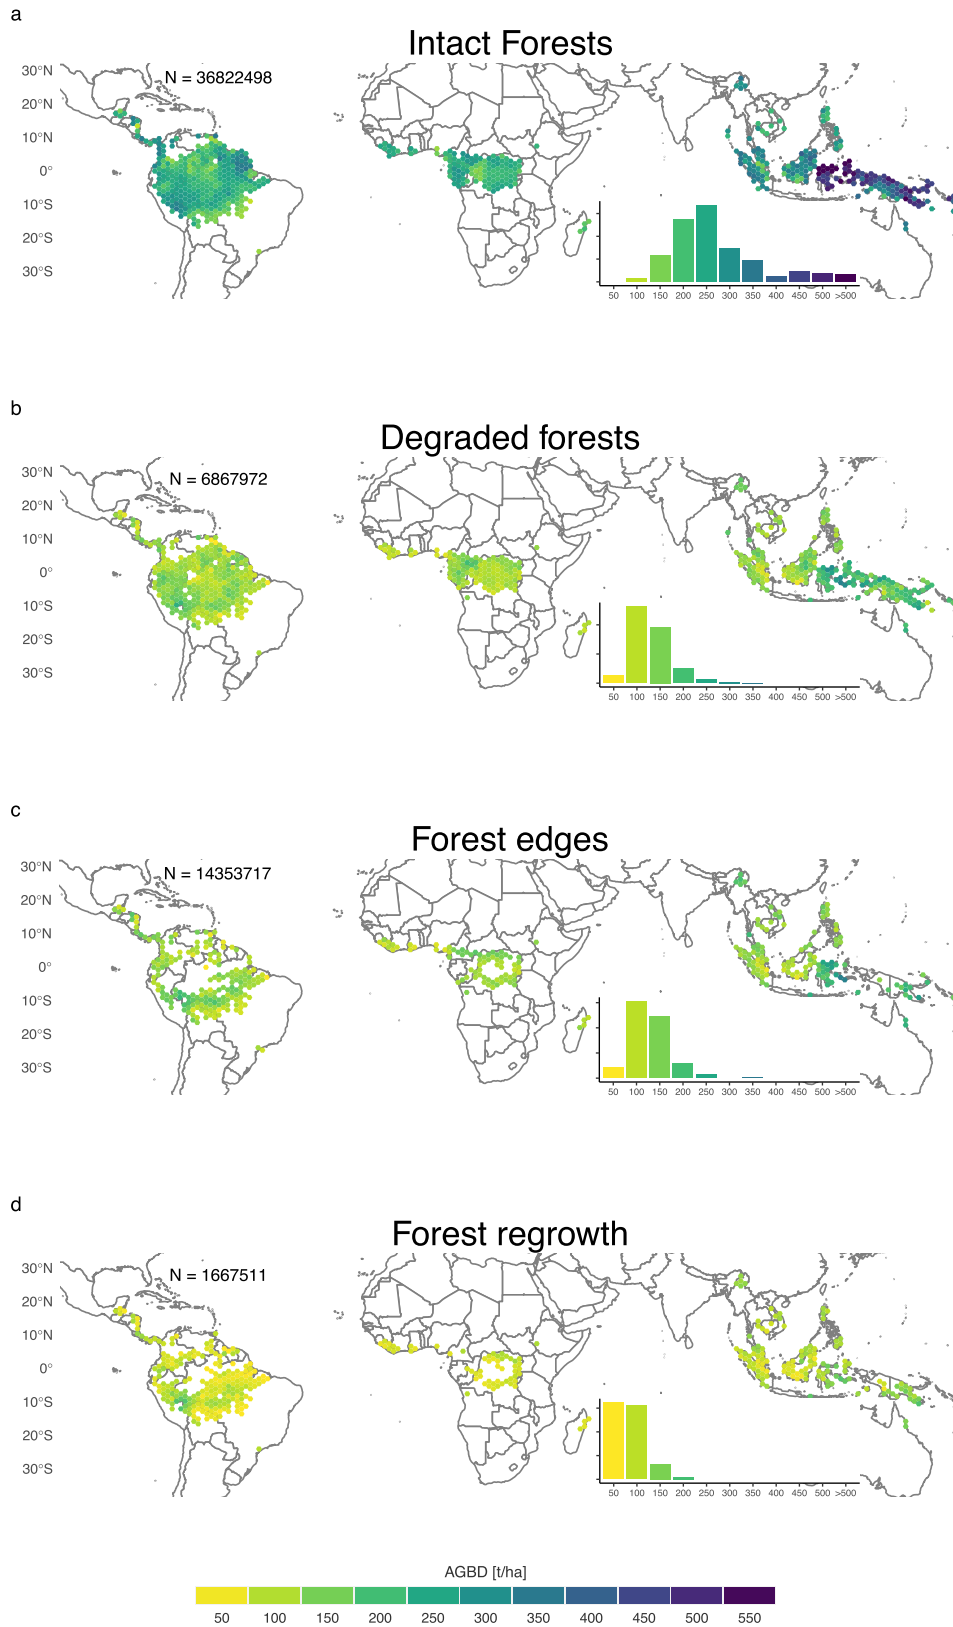 a
Intact Forests
N = 36822498
30°N
20°N
10°N
0°
10°S
20°S
30°S
50 100 150 200 250 300 350 400 450 500 >500
b
Degraded forests
N = 6867972
30°N
20°N
10°N
0°
10°S
20°S
30°S
50 100 150 200 250 300 350 400 450 500 >500
c
Forest edges
N = 14353717
30°N
20°N
10°N
0°
10°S
20°S
30°S
50 100 150 200 250 300 350 400 450 500 >500
d
Forest regrowth
N = 1667511
30°N
20°N
10°N
0°
10°S
20°S
30°S
50 100 150 200 250 300 350 400 450 500 >500
AGBD [t/ha]
50 100 150 200 250 300 350 400 450 500 550